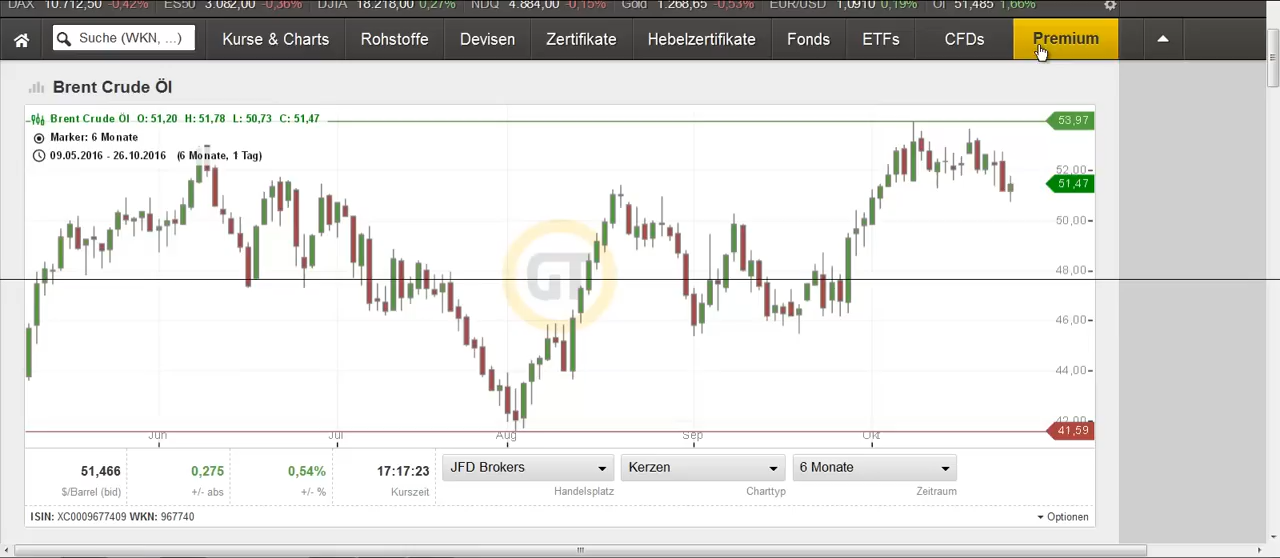 DAX 10.712,50 -0,42% ES50 3.082,00 -0,36% DJIA 18.218,00 0,27% NDQ 4.884,00 -0,15% Gold 1.268,65 -0,53% EUR/USD 1,0910 0,19% Öl 51,485 1,66%
Suche (WKN, ...) Kurse & Charts Rohstoffe Devisen Zertifikate Hebelzertifikate Fonds ETFs CFDs Premium
Brent Crude Öl
Brent Crude Öl O: 51,20 H: 51,78 L: 50,73 C: 51,47
53,97
Marker: 6 Monate
09.05.2016 - 26.10.2016 (6 Monate, 1 Tag)
52,00
51,47
50,00
GT
48,00
46,00
44,00
42,00
41,59
Jun Jul Aug Sep Okt
51,466 0,275 0,54% 17:17:23 JFD Brokers Kerzen 6 Monate
$/Barrel (bid) +/- abs +/- % Kurszeit Handelsplatz Charttyp Zeitraum
ISIN: XC0009677409 WKN: 967740 Optionen